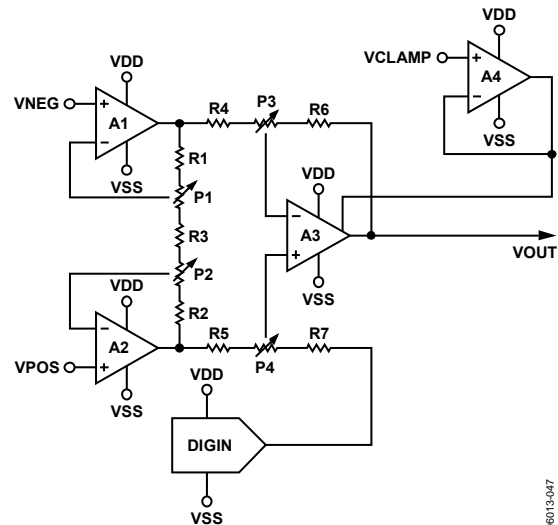 VDD
VCLAMP
+
A4
−
VSS
VDD
VNEG
+
A1
−
VSS
R4
P3
R6
R1
P1
R3
P2
R2
VDD
−
A3
+
VSS
VOUT
VDD
−
A2
+
VPOS
VSS
R5
P4
R7
VDD
DIGIN
VSS
6013-047